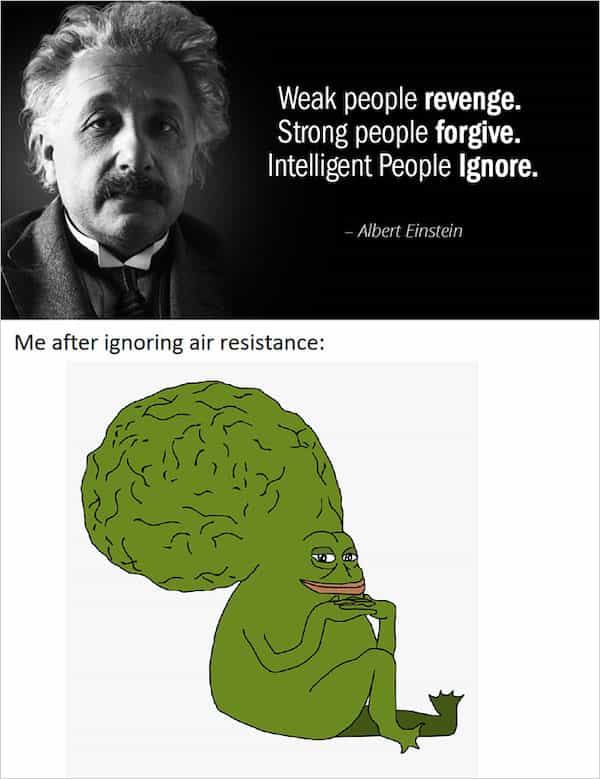 Weak people revenge.
Strong people forgive.
Intelligent People Ignore.
– Albert Einstein
Me after ignoring air resistance: